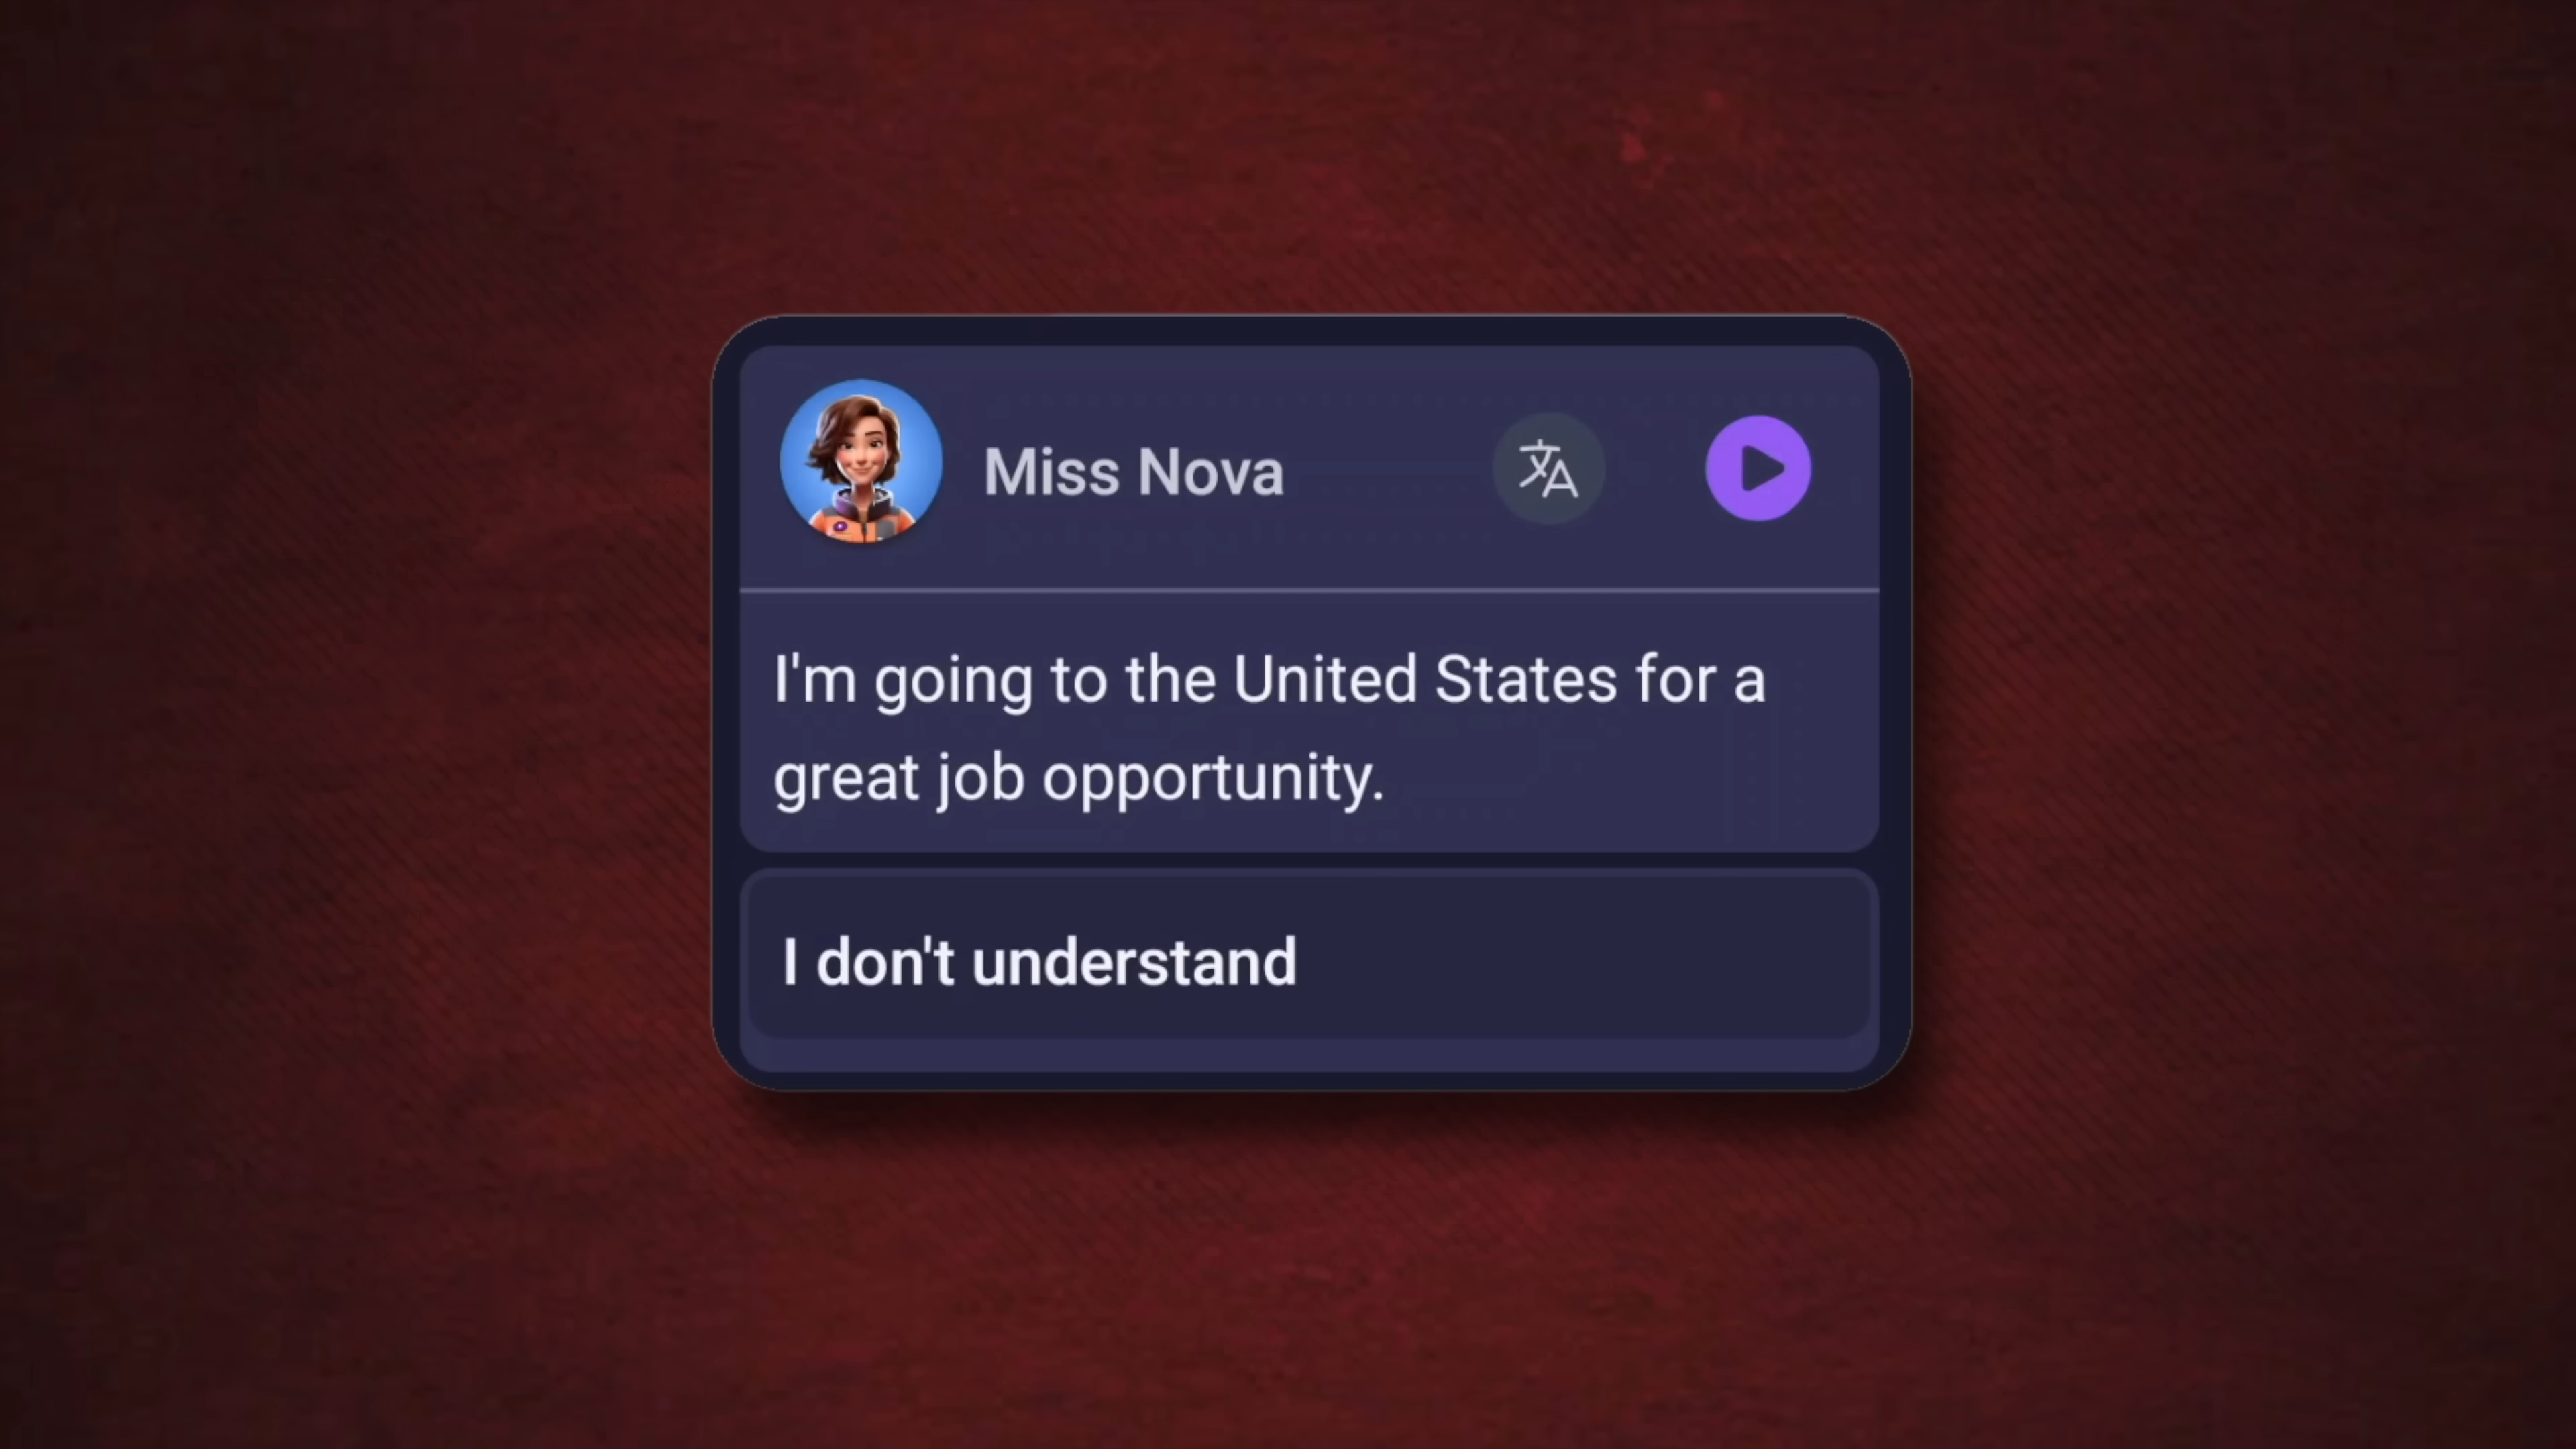 Miss Nova
I'm going to the United States for a
great job opportunity.
I don't understand